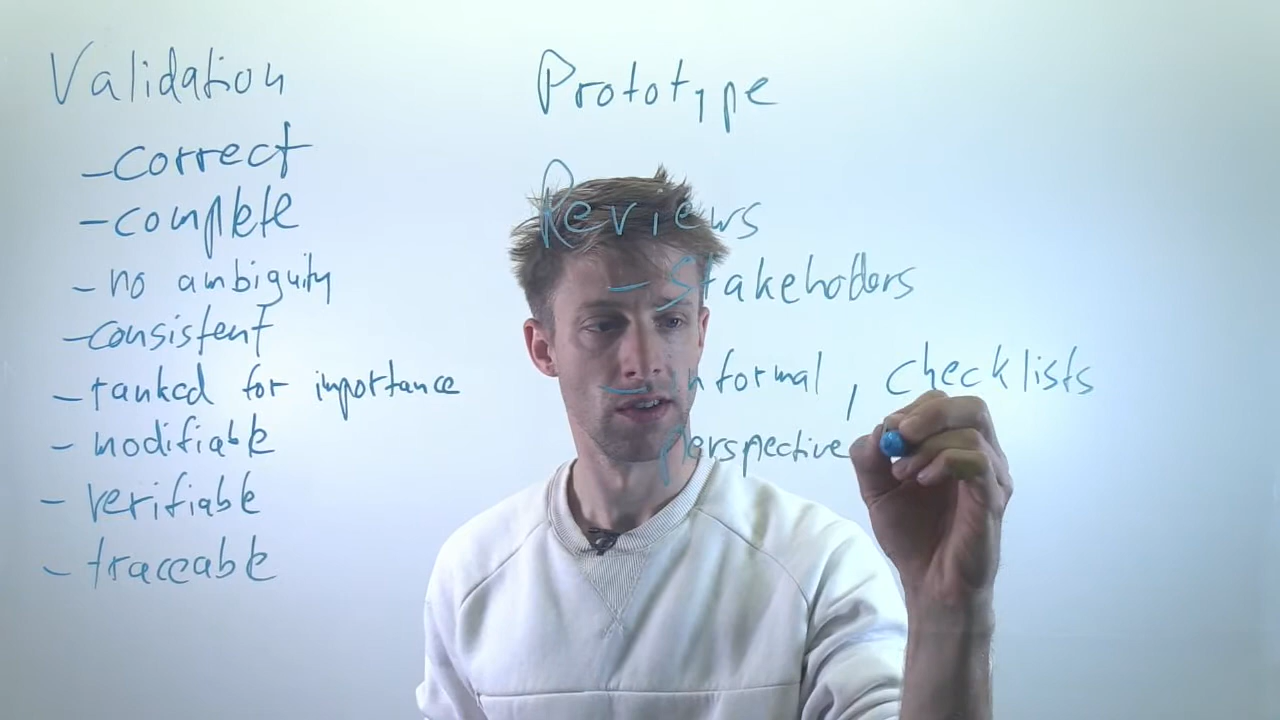 Validation
- correct
- complete
- no ambiguity
- consistent
- ranked for importance
- modifiable
- verifiable
- traceable
Prototype
Reviews
- Stakeholders
- informal, checklists
perspective